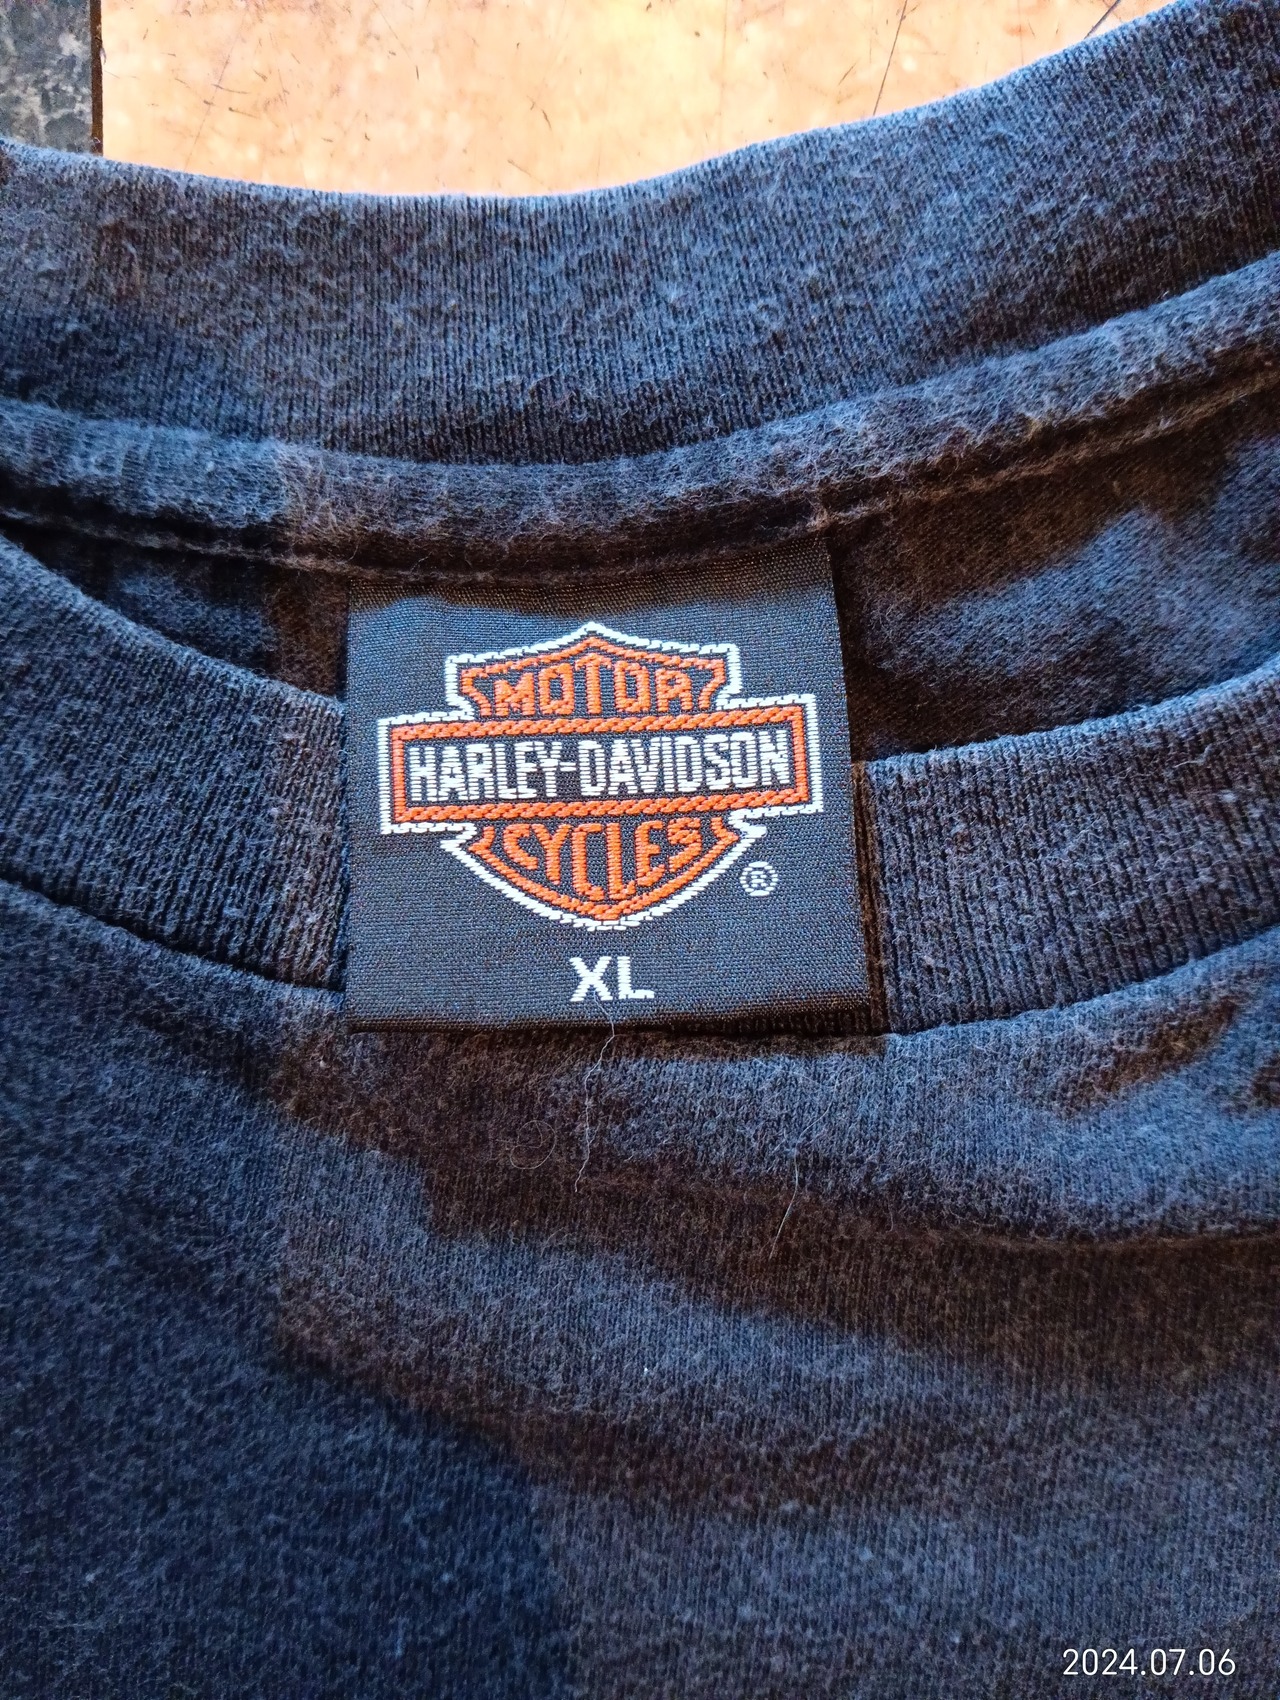 MOTOR
HARLEY-DAVIDSON
CYCLES
®
XL
2024.07.06